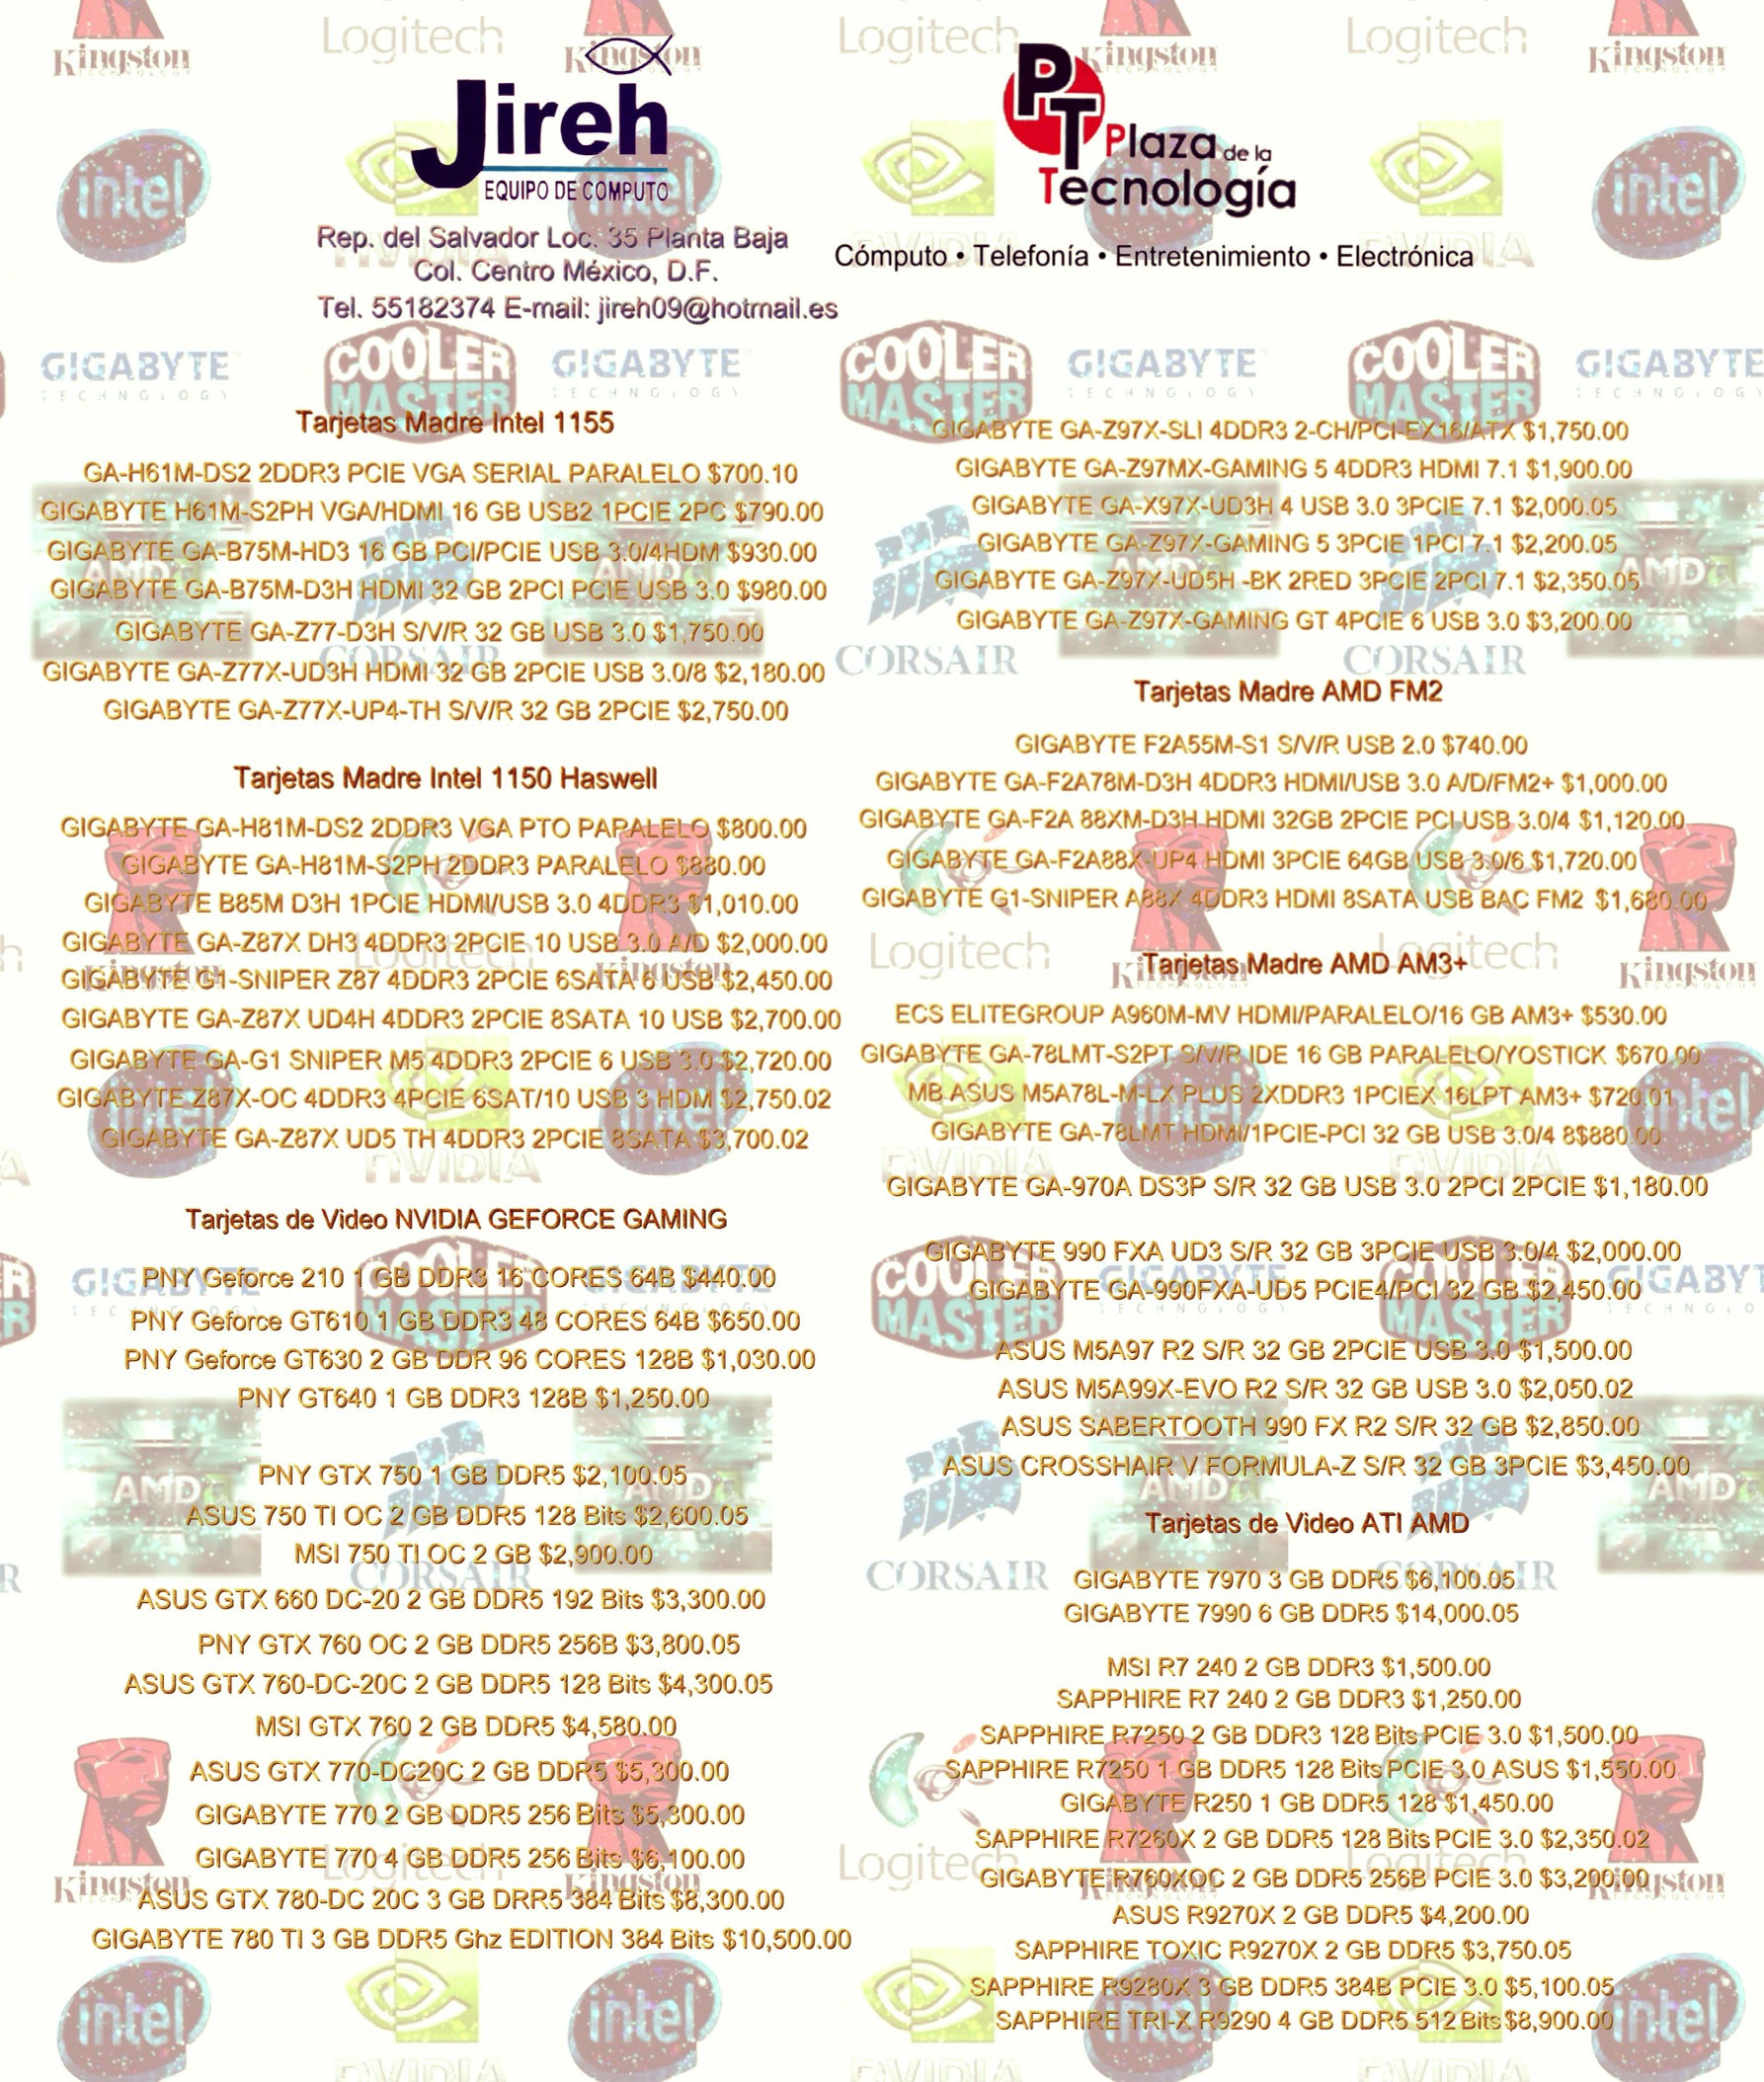 Jireh
EQUIPO DE COMPUTO
Rep. del Salvador Loc. 35 Planta Baja
Col. Centro México, D.F.
Tel. 55182374 E-mail: jireh09@hotmail.es
PT Plaza de la
Tecnología
Cómputo • Telefonía • Entretenimiento • Electrónica
Tarjetas Madre Intel 1155
GA-H61M-DS2 2DDR3 PCIE VGA SERIAL PARALELO $700.10
GIGABYTE H61M-S2PH VGA/HDMI 16 GB USB2 1PCIE 2PC $790.00
GIGABYTE GA-B75M-HD3 16 GB PCI/PCIE USB 3.0/4HDM $930.00
GIGABYTE GA-B75M-D3H HDMI 32 GB 2PCI PCIE USB 3.0 $980.00
GIGABYTE GA-Z77-D3H S/V/R 32 GB USB 3.0 $1,750.00
GIGABYTE GA-Z77X-UD3H HDMI 32 GB 2PCIE USB 3.0/8 $2,180.00
GIGABYTE GA-Z77X-UP4-TH S/V/R 32 GB 2PCIE $2,750.00
Tarjetas Madre Intel 1150 Haswell
GIGABYTE GA-H81M-DS2 2DDR3 VGA PTO PARALELO $800.00
GIGABYTE GA-H81M-S2PH 2DDR3 PARALELO $880.00
GIGABYTE B85M D3H 1PCIE HDMI/USB 3.0 4DDR3 $1,010.00
GIGABYTE GA-Z87X DH3 4DDR3 2PCIE 10 USB 3.0 A/D $2,000.00
GIGABYTE G1-SNIPER Z87 4DDR3 2PCIE 6SATA 6 USB $2,450.00
GIGABYTE GA-Z87X UD4H 4DDR3 2PCIE 8SATA 10 USB $2,700.00
GIGABYTE GA-G1 SNIPER M5 4DDR3 2PCIE 6 USB 3.0 $2,720.00
GIGABYTE Z87X-OC 4DDR3 4PCIE 6SAT/10 USB 3 HDM $2,750.02
GIGABYTE GA-Z87X UD5 TH 4DDR3 2PCIE 8SATA $3,700.02
Tarjetas de Video NVIDIA GEFORCE GAMING
PNY Geforce 210 1 GB DDR3 16 CORES 64B $440.00
PNY Geforce GT610 1 GB DDR3 48 CORES 64B $650.00
PNY Geforce GT630 2 GB DDR 96 CORES 128B $1,030.00
PNY GT640 1 GB DDR3 128B $1,250.00
PNY GTX 750 1 GB DDR5 $2,100.05
ASUS 750 TI OC 2 GB DDR5 128 Bits $2,600.05
MSI 750 TI OC 2 GB $2,900.00
ASUS GTX 660 DC-20 2 GB DDR5 192 Bits $3,300.00
PNY GTX 760 OC 2 GB DDR5 256B $3,800.05
ASUS GTX 760-DC-20C 2 GB DDR5 128 Bits $4,300.05
MSI GTX 760 2 GB DDR5 $4,580.00
ASUS GTX 770-DC20C 2 GB DDR5 $5,300.00
GIGABYTE 770 2 GB DDR5 256 Bits $5,300.00
GIGABYTE 770 4 GB DDR5 256 Bits $6,100.00
ASUS GTX 780-DC 20C 3 GB DRR5 384 Bits $8,300.00
GIGABYTE 780 TI 3 GB DDR5 Ghz EDITION 384 Bits $10,500.00
GIGABYTE GA-Z97X-SLI 4DDR3 2-CH/PCI-EX16/ATX $1,750.00
GIGABYTE GA-Z97MX-GAMING 5 4DDR3 HDMI 7.1 $1,900.00
GIGABYTE GA-X97X-UD3H 4 USB 3.0 3PCIE 7.1 $2,000.05
GIGABYTE GA-Z97X-GAMING 5 3PCIE 1PCI 7.1 $2,200.05
GIGABYTE GA-Z97X-UD5H -BK 2RED 3PCIE 2PCI 7.1 $2,350.05
GIGABYTE GA-Z97X-GAMING GT 4PCIE 6 USB 3.0 $3,200.00
Tarjetas Madre AMD FM2
GIGABYTE F2A55M-S1 S/V/R USB 2.0 $740.00
GIGABYTE GA-F2A78M-D3H 4DDR3 HDMI/USB 3.0 A/D/FM2+ $1,000.00
GIGABYTE GA-F2A 88XM-D3H HDMI 32GB 2PCIE PCI USB 3.0/4 $1,120.00
GIGABYTE GA-F2A88X-UP4 HDMI 3PCIE 64GB USB 3.0/6 $1,720.00
GIGABYTE G1-SNIPER A88X 4DDR3 HDMI 8SATA USB BAC FM2 $1,680.00
Tarjetas Madre AMD AM3+
ECS ELITEGROUP A960M-MV HDMI/PARALELO/16 GB AM3+ $530.00
GIGABYTE GA-78LMT-S2PT S/V/R IDE 16 GB PARALELO/YOSTICK $670.00
MB ASUS M5A78L-M-LX PLUS 2XDDR3 1PCIEX 16LPT AM3+ $720.01
GIGABYTE GA-78LMT HDMI/1PCIE-PCI 32 GB USB 3.0/4 8$880.00
GIGABYTE GA-970A DS3P S/R 32 GB USB 3.0 2PCI 2PCIE $1,180.00
GIGABYTE 990 FXA UD3 S/R 32 GB 3PCIE USB 3.0/4 $2,000.00
GIGABYTE GA-990FXA-UD5 PCIE4/PCI 32 GB $2,450.00
ASUS M5A97 R2 S/R 32 GB 2PCIE USB 3.0 $1,500.00
ASUS M5A99X-EVO R2 S/R 32 GB USB 3.0 $2,050.02
ASUS SABERTOOTH 990 FX R2 S/R 32 GB $2,850.00
ASUS CROSSHAIR V FORMULA-Z S/R 32 GB 3PCIE $3,450.00
Tarjetas de Video ATI AMD
GIGABYTE 7970 3 GB DDR5 $6,100.05
GIGABYTE 7990 6 GB DDR5 $14,000.05
MSI R7 240 2 GB DDR3 $1,500.00
SAPPHIRE R7 240 2 GB DDR3 $1,250.00
SAPPHIRE R7250 2 GB DDR3 128 Bits PCIE 3.0 $1,500.00
SAPPHIRE R7250 1 GB DDR5 128 Bits PCIE 3.0 ASUS $1,550.00
GIGABYTE R250 1 GB DDR5 128 $1,450.00
SAPPHIRE R7260X 2 GB DDR5 128 Bits PCIE 3.0 $2,350.02
GIGABYTE R760XOC 2 GB DDR5 256B PCIE 3.0 $3,200.00
ASUS R9270X 2 GB DDR5 $4,200.00
SAPPHIRE TOXIC R9270X 2 GB DDR5 $3,750.05
SAPPHIRE R9280X 3 GB DDR5 384B PCIE 3.0 $5,100.05
SAPPHIRE TRI-X R9290 4 GB DDR5 512 Bits $8,900.00